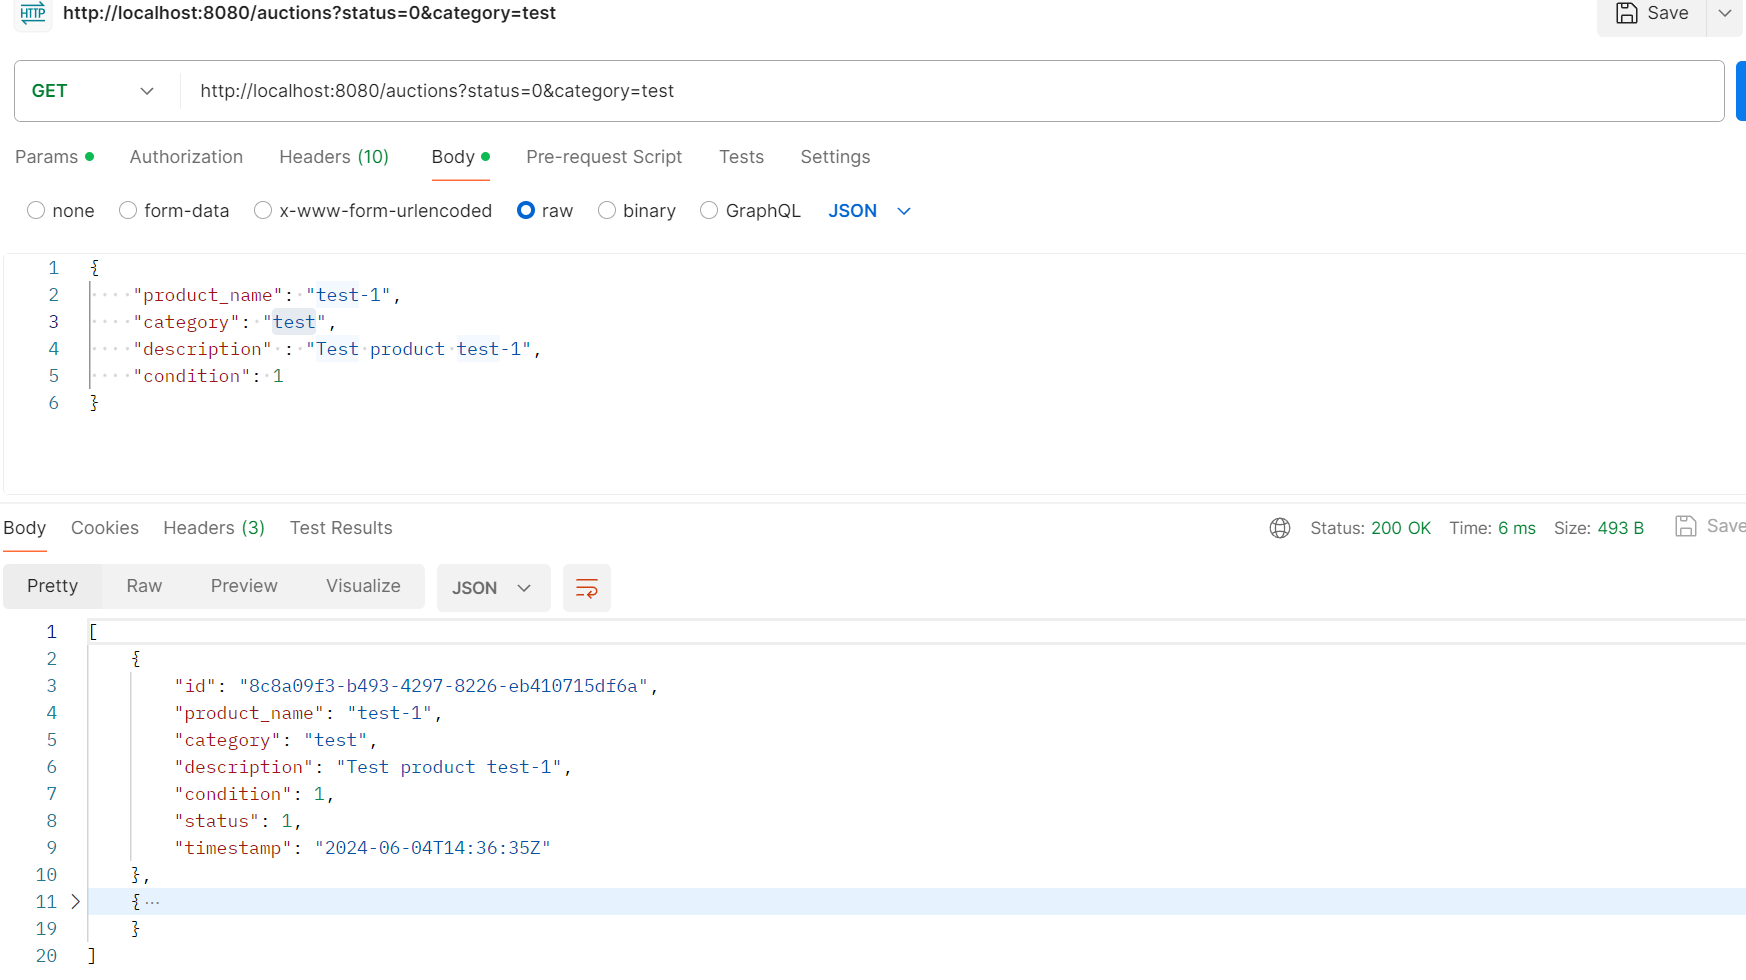 HTTP http://localhost:8080/auctions?status=0&category=test Save
GET http://localhost:8080/auctions?status=0&category=test
Params Authorization Headers (10) Body Pre-request Script Tests Settings
none form-data x-www-form-urlencoded raw binary GraphQL JSON
1 {
2 "product_name": "test-1",
3 "category": "test",
4 "description" : "Test product test-1",
5 "condition": 1
6 }
Body Cookies Headers (3) Test Results Status: 200 OK Time: 6 ms Size: 493 B Save
Pretty Raw Preview Visualize JSON
1 [
2 {
3 "id": "8c8a09f3-b493-4297-8226-eb410715df6a",
4 "product_name": "test-1",
5 "category": "test",
6 "description": "Test product test-1",
7 "condition": 1,
8 "status": 1,
9 "timestamp": "2024-06-04T14:36:35Z"
10 },
11 { ...
19 }
20 ]